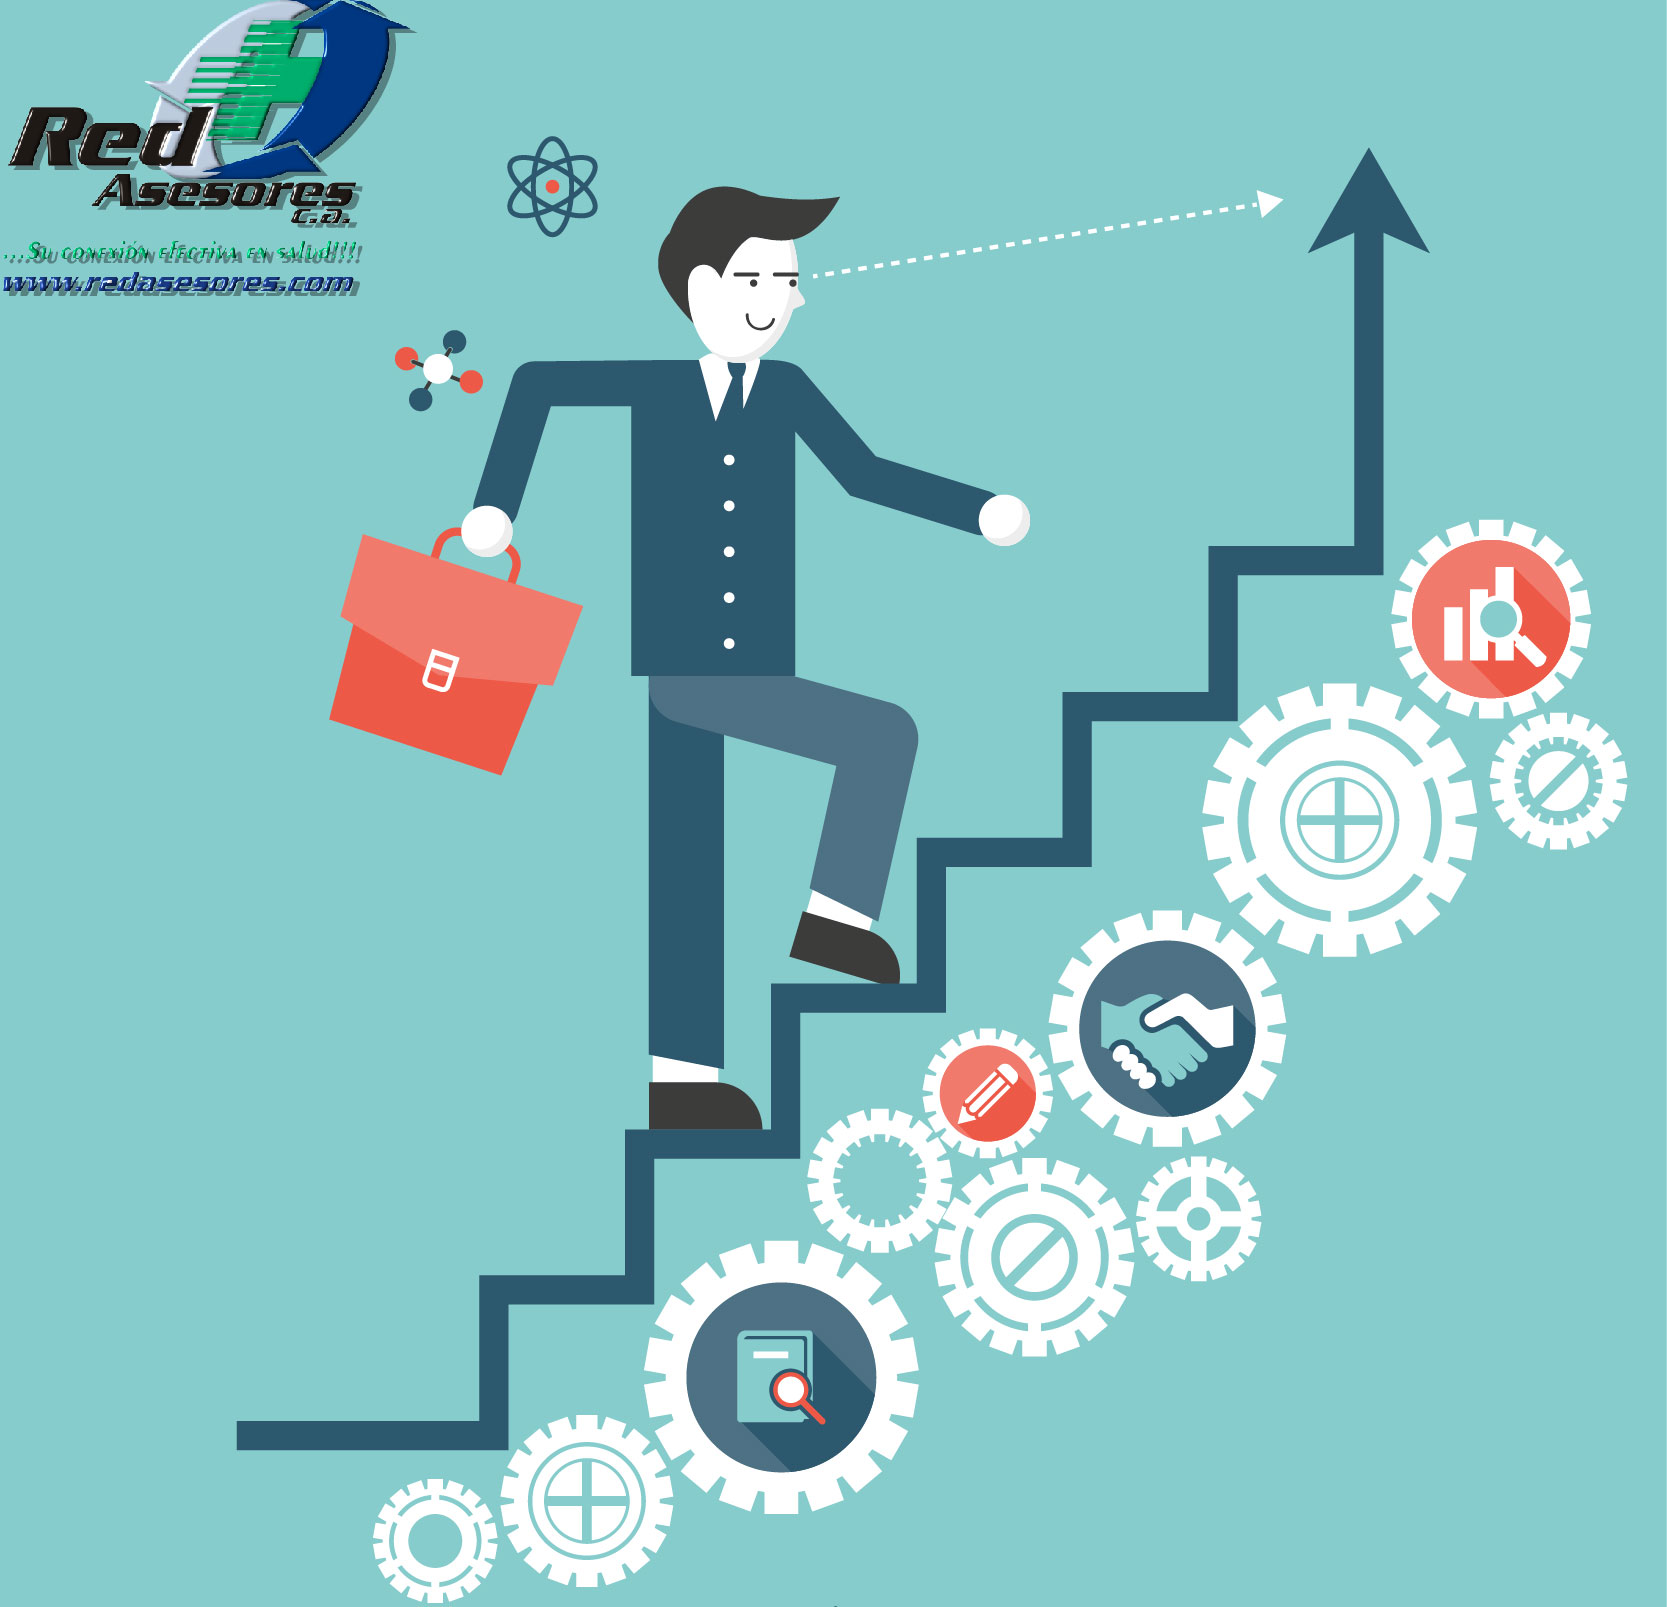 Red
Asesores
c.a.
...Su conexión efectiva en salud!!!
www.redasesores.com